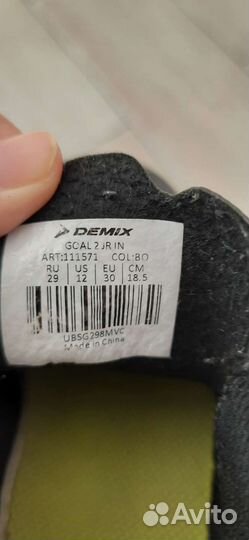 DEMIX
GOAL 2 JR IN
ART:111571 COL:BO
RU US EU CM
29 12 30 18.5
UBSG298MVC
Made in China
Avito